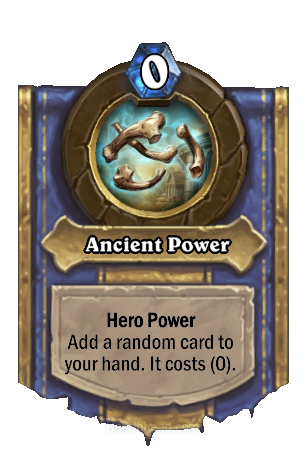 0
Ancient Power
Hero Power
Add a random card to
your hand. It costs (0).